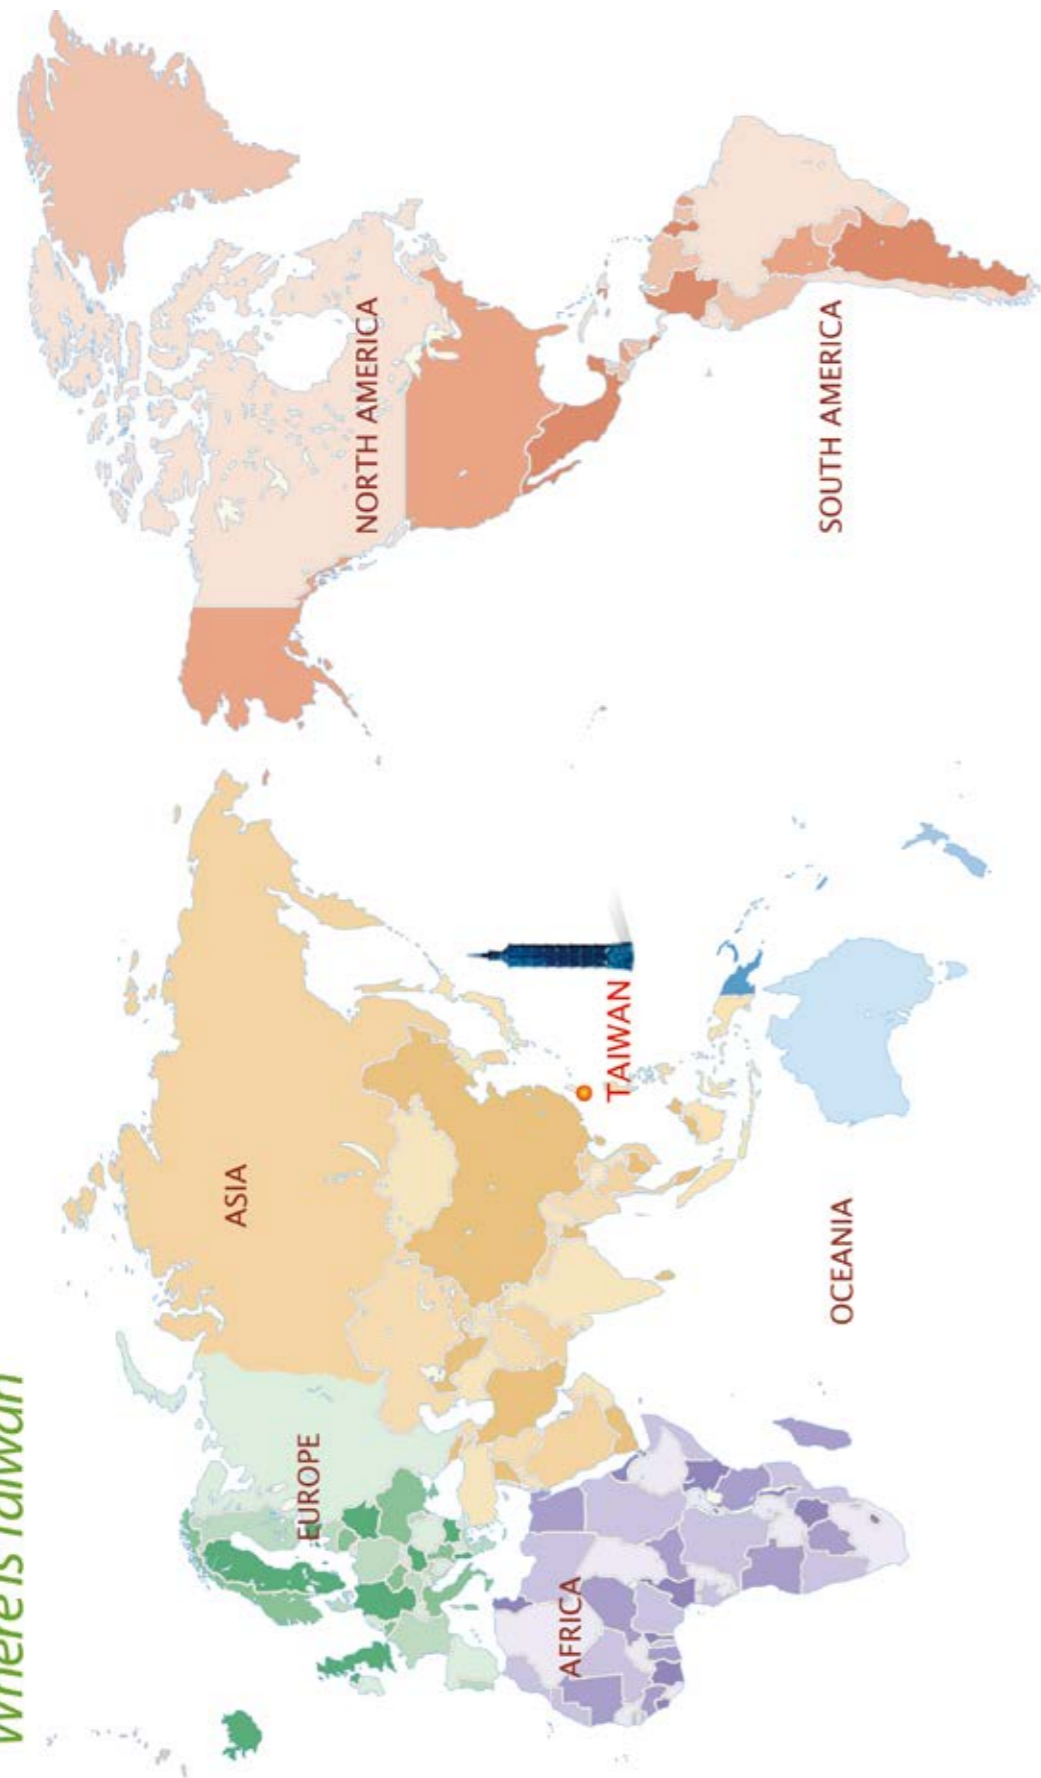 Where is Taiwan
NORTH AMERICA
ASIA
EUROPE
TAIWAN
AFRICA
SOUTH AMERICA
OCEANIA